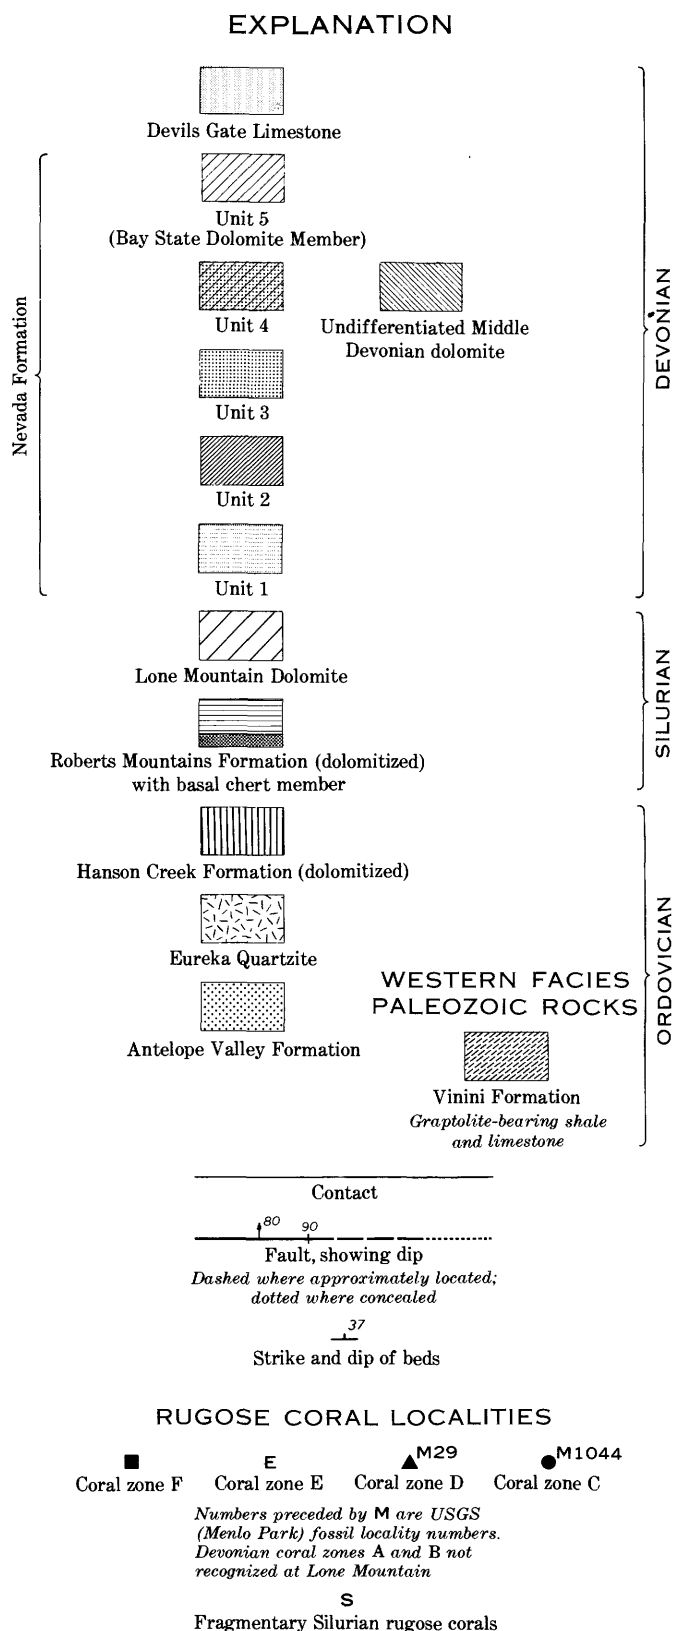 EXPLANATION
Devils Gate Limestone
Unit 5
(Bay State Dolomite Member)
Unit 4
Undifferentiated Middle
Devonian dolomite
Unit 3
Unit 2
Unit 1
Nevada Formation
DEVONIAN
Lone Mountain Dolomite
Roberts Mountains Formation (dolomitized)
with basal chert member
SILURIAN
Hanson Creek Formation (dolomitized)
Eureka Quartzite
Antelope Valley Formation
WESTERN FACIES
PALEOZOIC ROCKS
Vinini Formation
Graptolite-bearing shale
and limestone
ORDOVICIAN
Contact
80 90
Fault, showing dip
Dashed where approximately located;
dotted where concealed
37
Strike and dip of beds
RUGOSE CORAL LOCALITIES
E M29 M1044
Coral zone F Coral zone E Coral zone D Coral zone C
Numbers preceded by M are USGS
(Menlo Park) fossil locality numbers.
Devonian coral zones A and B not
recognized at Lone Mountain
S
Fragmentary Silurian rugose corals